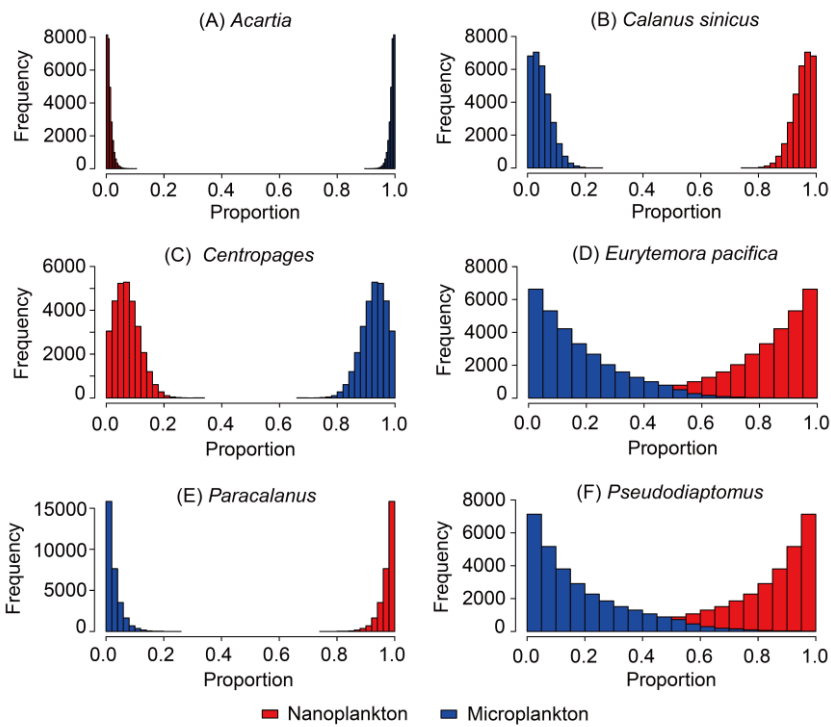 (A) Acartia
8000
6000
4000
2000
0
Frequency
0.0 0.2 0.4 0.6 0.8 1.0
Proportion
(B) Calanus sinicus
8000
6000
4000
2000
0
Frequency
0.0 0.2 0.4 0.6 0.8 1.0
Proportion
(C) Centropages
6000
4000
2000
0
Frequency
0.0 0.2 0.4 0.6 0.8 1.0
Proportion
(D) Eurytemora pacifica
8000
6000
4000
2000
0
Frequency
0.0 0.2 0.4 0.6 0.8 1.0
Proportion
(E) Paracalanus
15000
10000
5000
0
Frequency
0.0 0.2 0.4 0.6 0.8 1.0
Proportion
(F) Pseudodiaptomus
8000
6000
4000
2000
0
Frequency
0.0 0.2 0.4 0.6 0.8 1.0
Proportion
Nanoplankton Microplankton